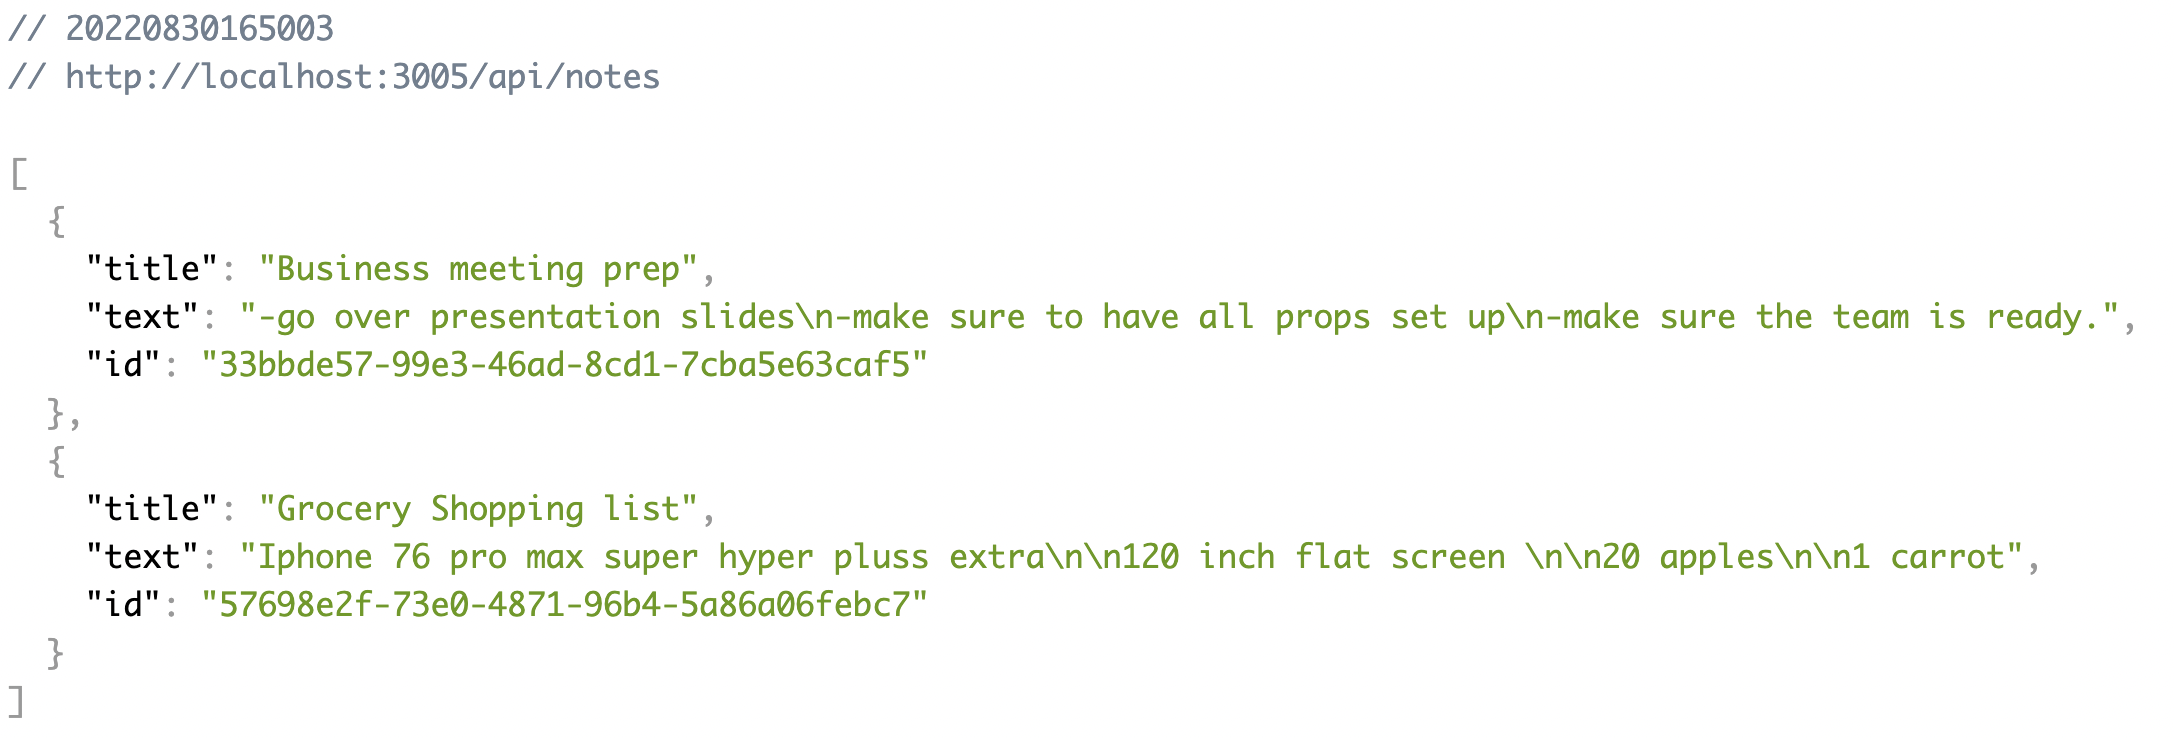 // 20220830165003
// http://localhost:3005/api/notes
[
{
"title": "Business meeting prep",
"text": "-go over presentation slides\n-make sure to have all props set up\n-make sure the team is ready.",
"id": "33bbde57-99e3-46ad-8cd1-7cba5e63caf5"
},
{
"title": "Grocery Shopping list",
"text": "Iphone 76 pro max super hyper pluss extra\n\n120 inch flat screen \n\n20 apples\n\n1 carrot",
"id": "57698e2f-73e0-4871-96b4-5a86a06febc7"
}
]